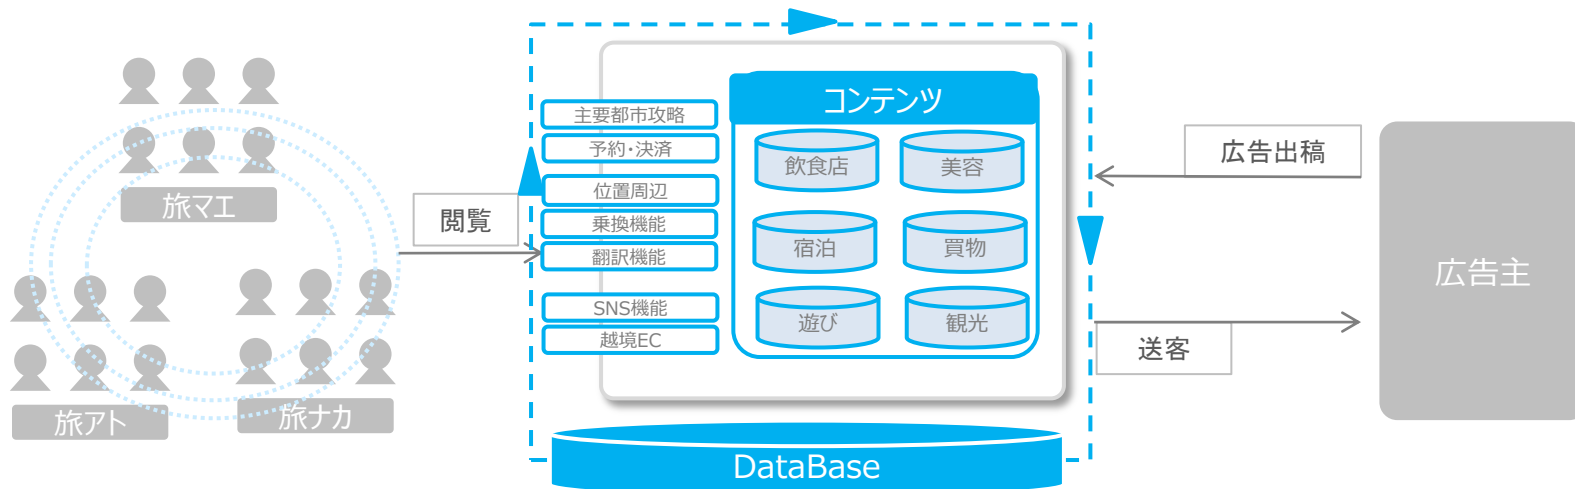 旅マエ
旅アト
旅ナカ
閲覧
主要都市攻略
予約・決済
位置周辺
乗換機能
翻訳機能
SNS機能
越境EC
コンテンツ
飲食店
美容
宿泊
買物
遊び
観光
DataBase
広告出稿
送客
広告主